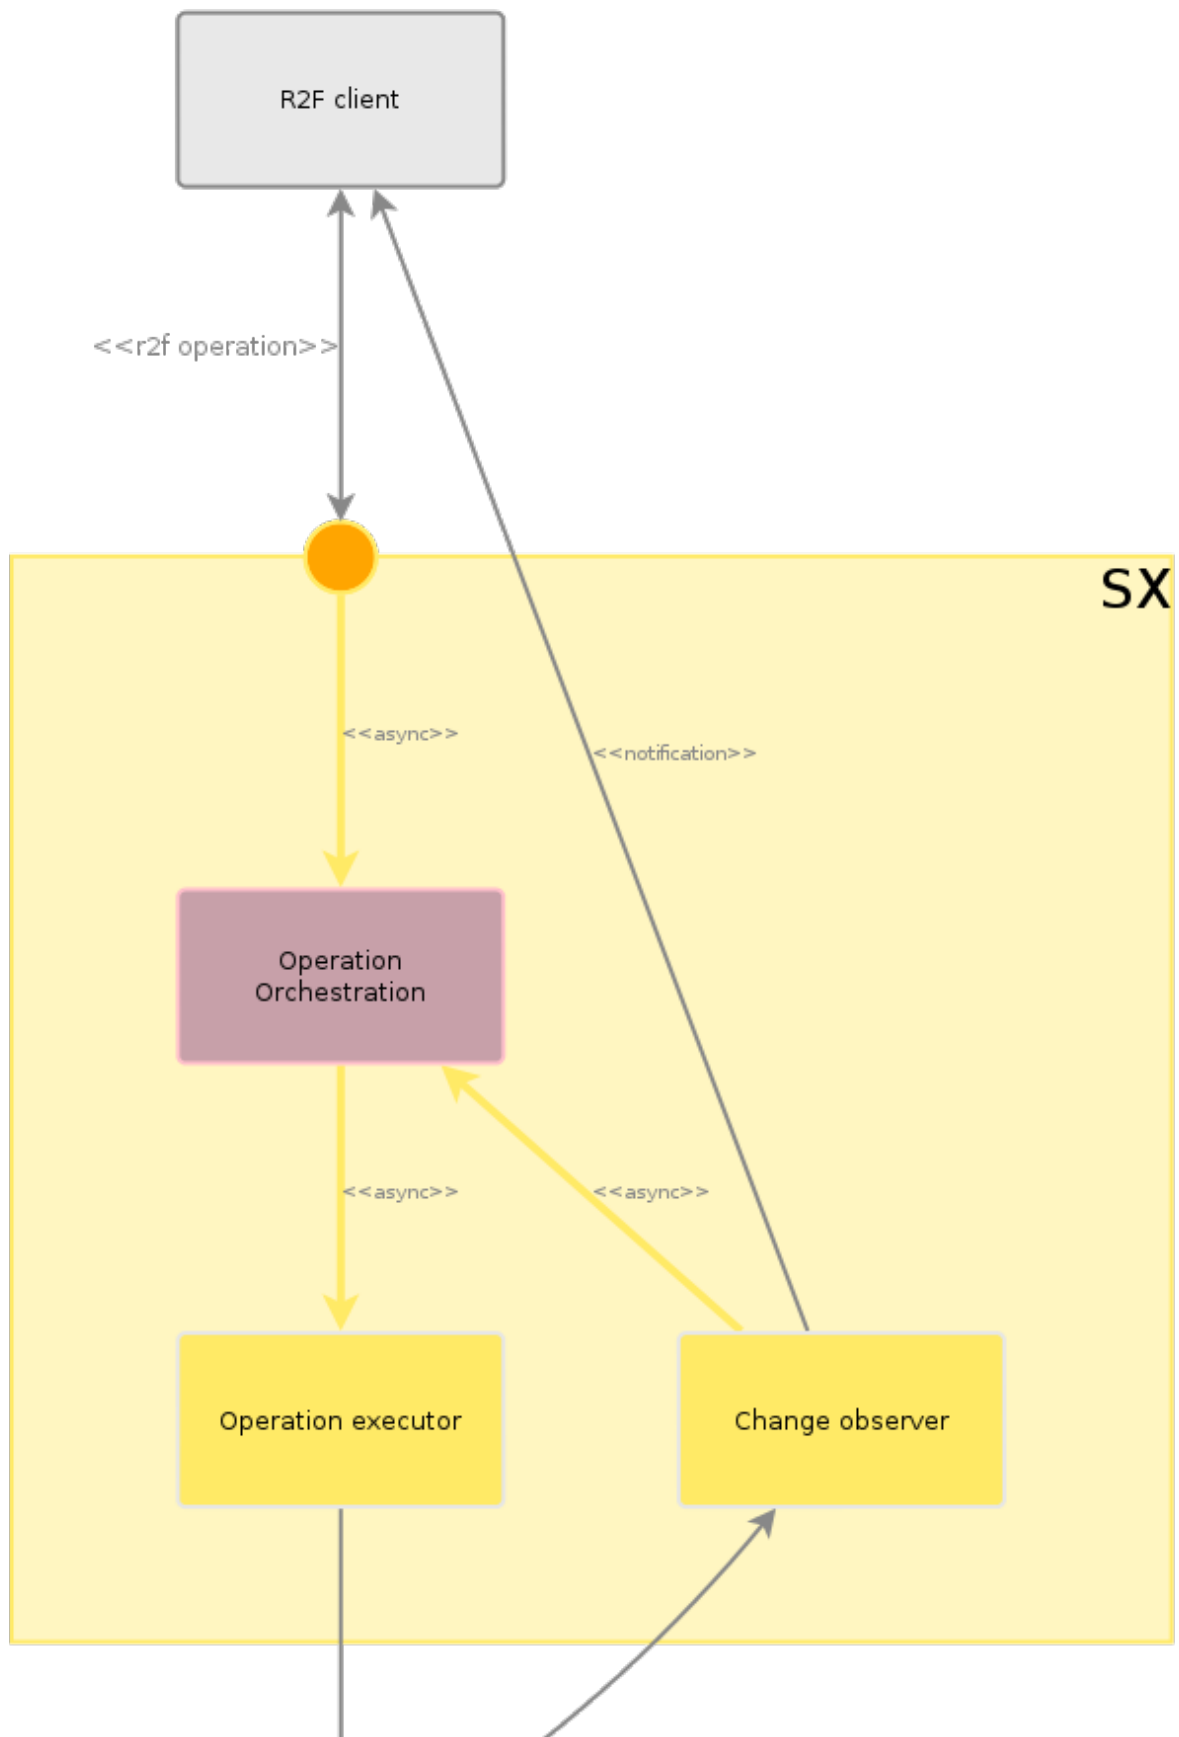 R2F client
<<r2f operation>>
SX
<<async>>
<<notification>>
Operation
Orchestration
<<async>>
<<async>>
Operation executor
Change observer